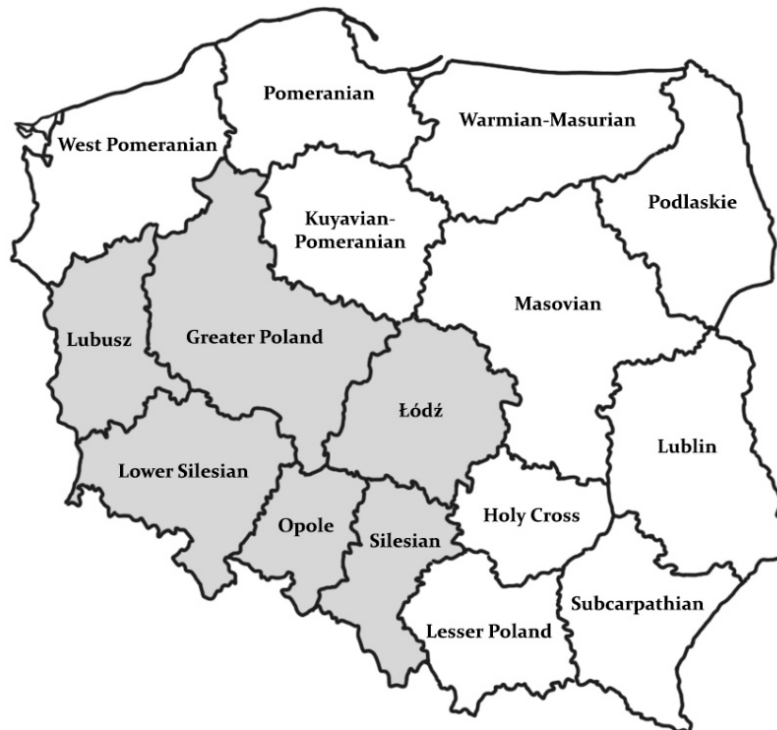 Pomeranian
West Pomeranian
Warmian-Masurian
Podlaskie
Kuyavian-
Pomeranian
Masovian
Lubusz
Greater Poland
Łódź
Lublin
Lower Silesian
Opole
Silesian
Holy Cross
Subcarpathian
Lesser Poland